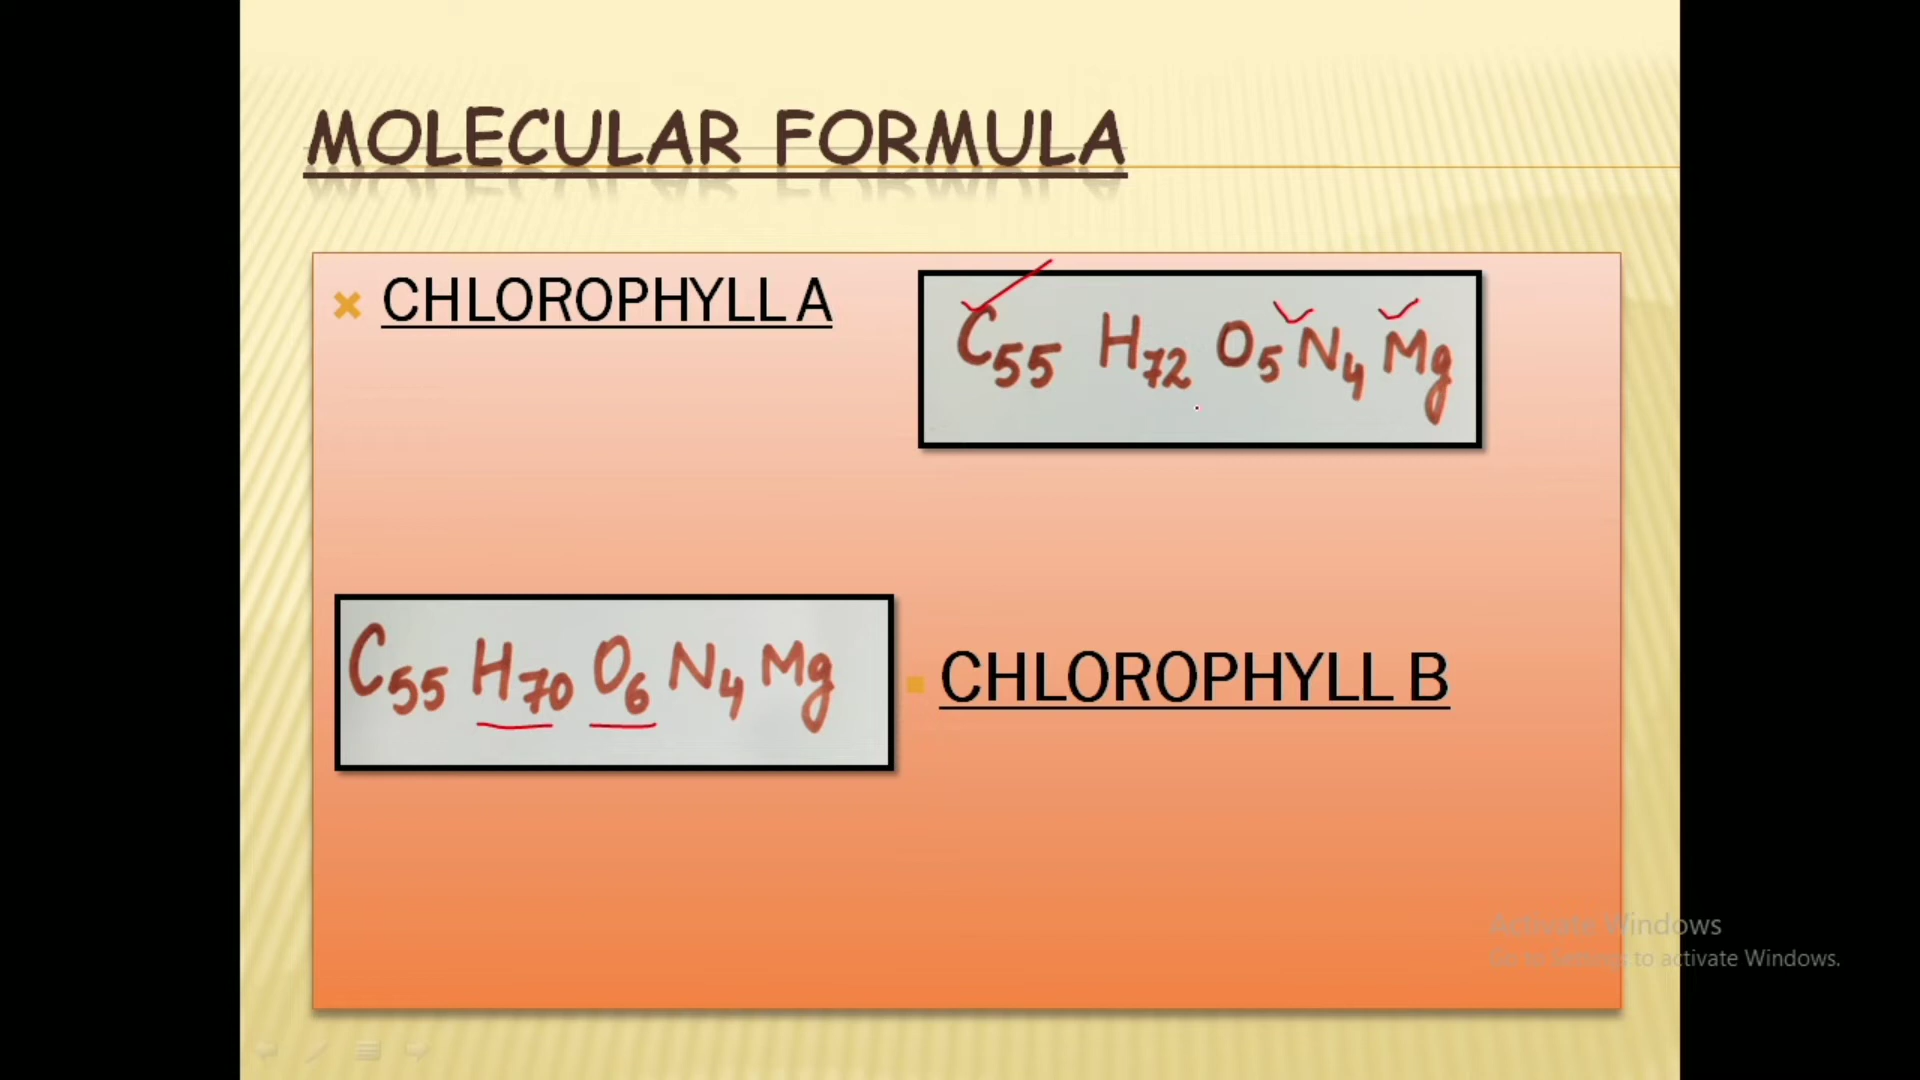 MOLECULAR FORMULA
CHLOROPHYLL A
C₅₅ H₇₂ O₅ N₄ Mg
C₅₅ H₇₀ O₆ N₄ Mg
CHLOROPHYLL B
Activate Windows
Go to Settings to activate Windows.